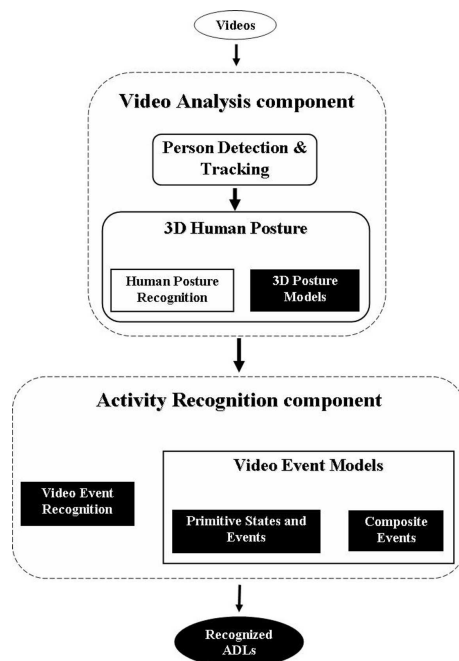 Videos
Video Analysis component
Person Detection &
Tracking
3D Human Posture
Human Posture
Recognition
3D Posture
Models
Activity Recognition component
Video Event Models
Video Event
Recognition
Primitive States and
Events
Composite
Events
Recognized
ADLs